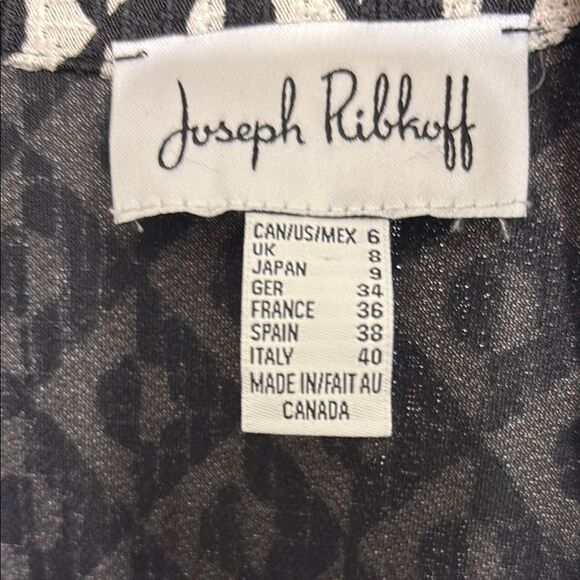 Joseph Ribkoff
CAN/US/MEX 6
UK 8
JAPAN 9
GER 34
FRANCE 36
SPAIN 38
ITALY 40
MADE IN/FAIT AU
CANADA